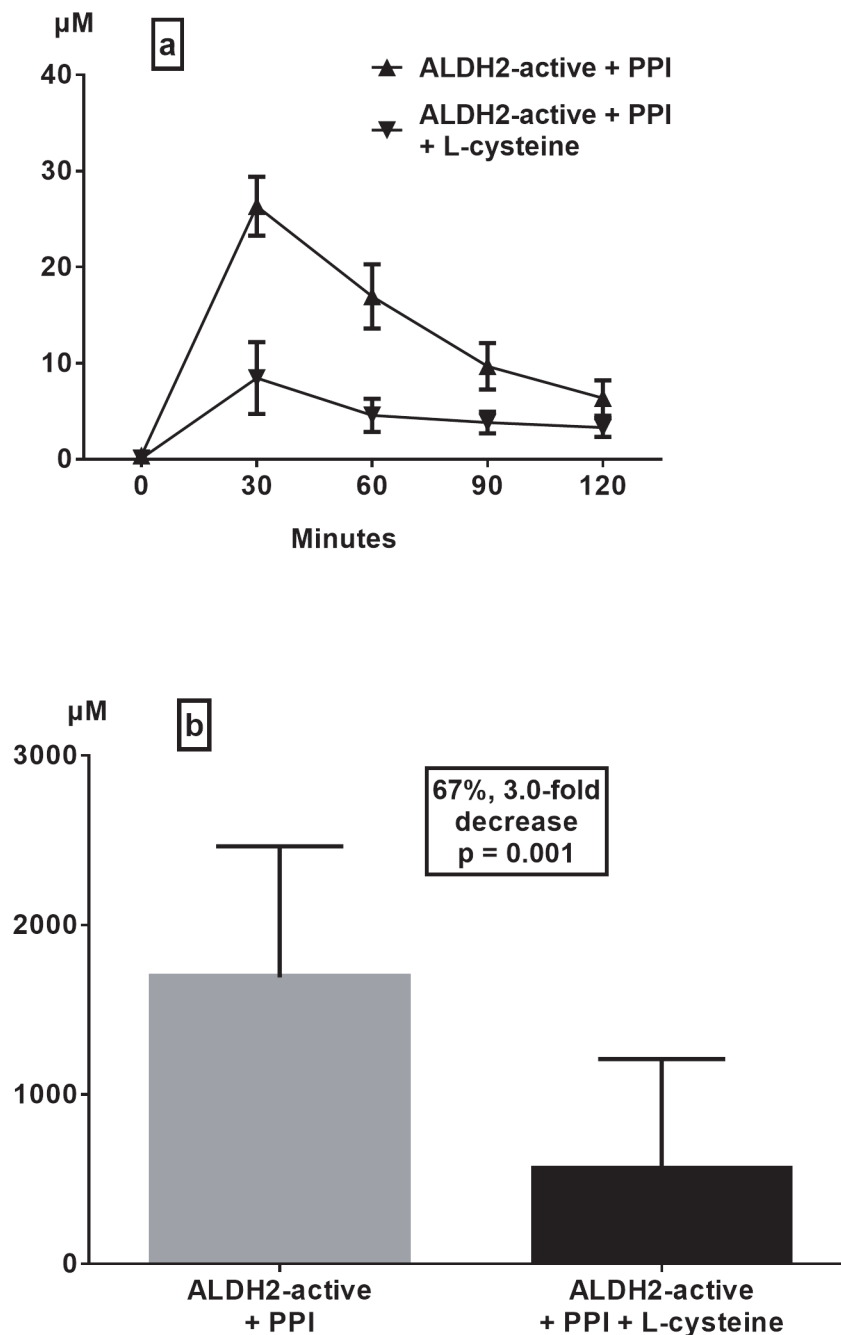 µM
a
ALDH2-active + PPI
ALDH2-active + PPI
+ L-cysteine
40
30
20
10
0
0 30 60 90 120
Minutes
µM
b
3000
67%, 3.0-fold
decrease
p = 0.001
2000
1000
0
ALDH2-active
+ PPI
ALDH2-active
+ PPI + L-cysteine